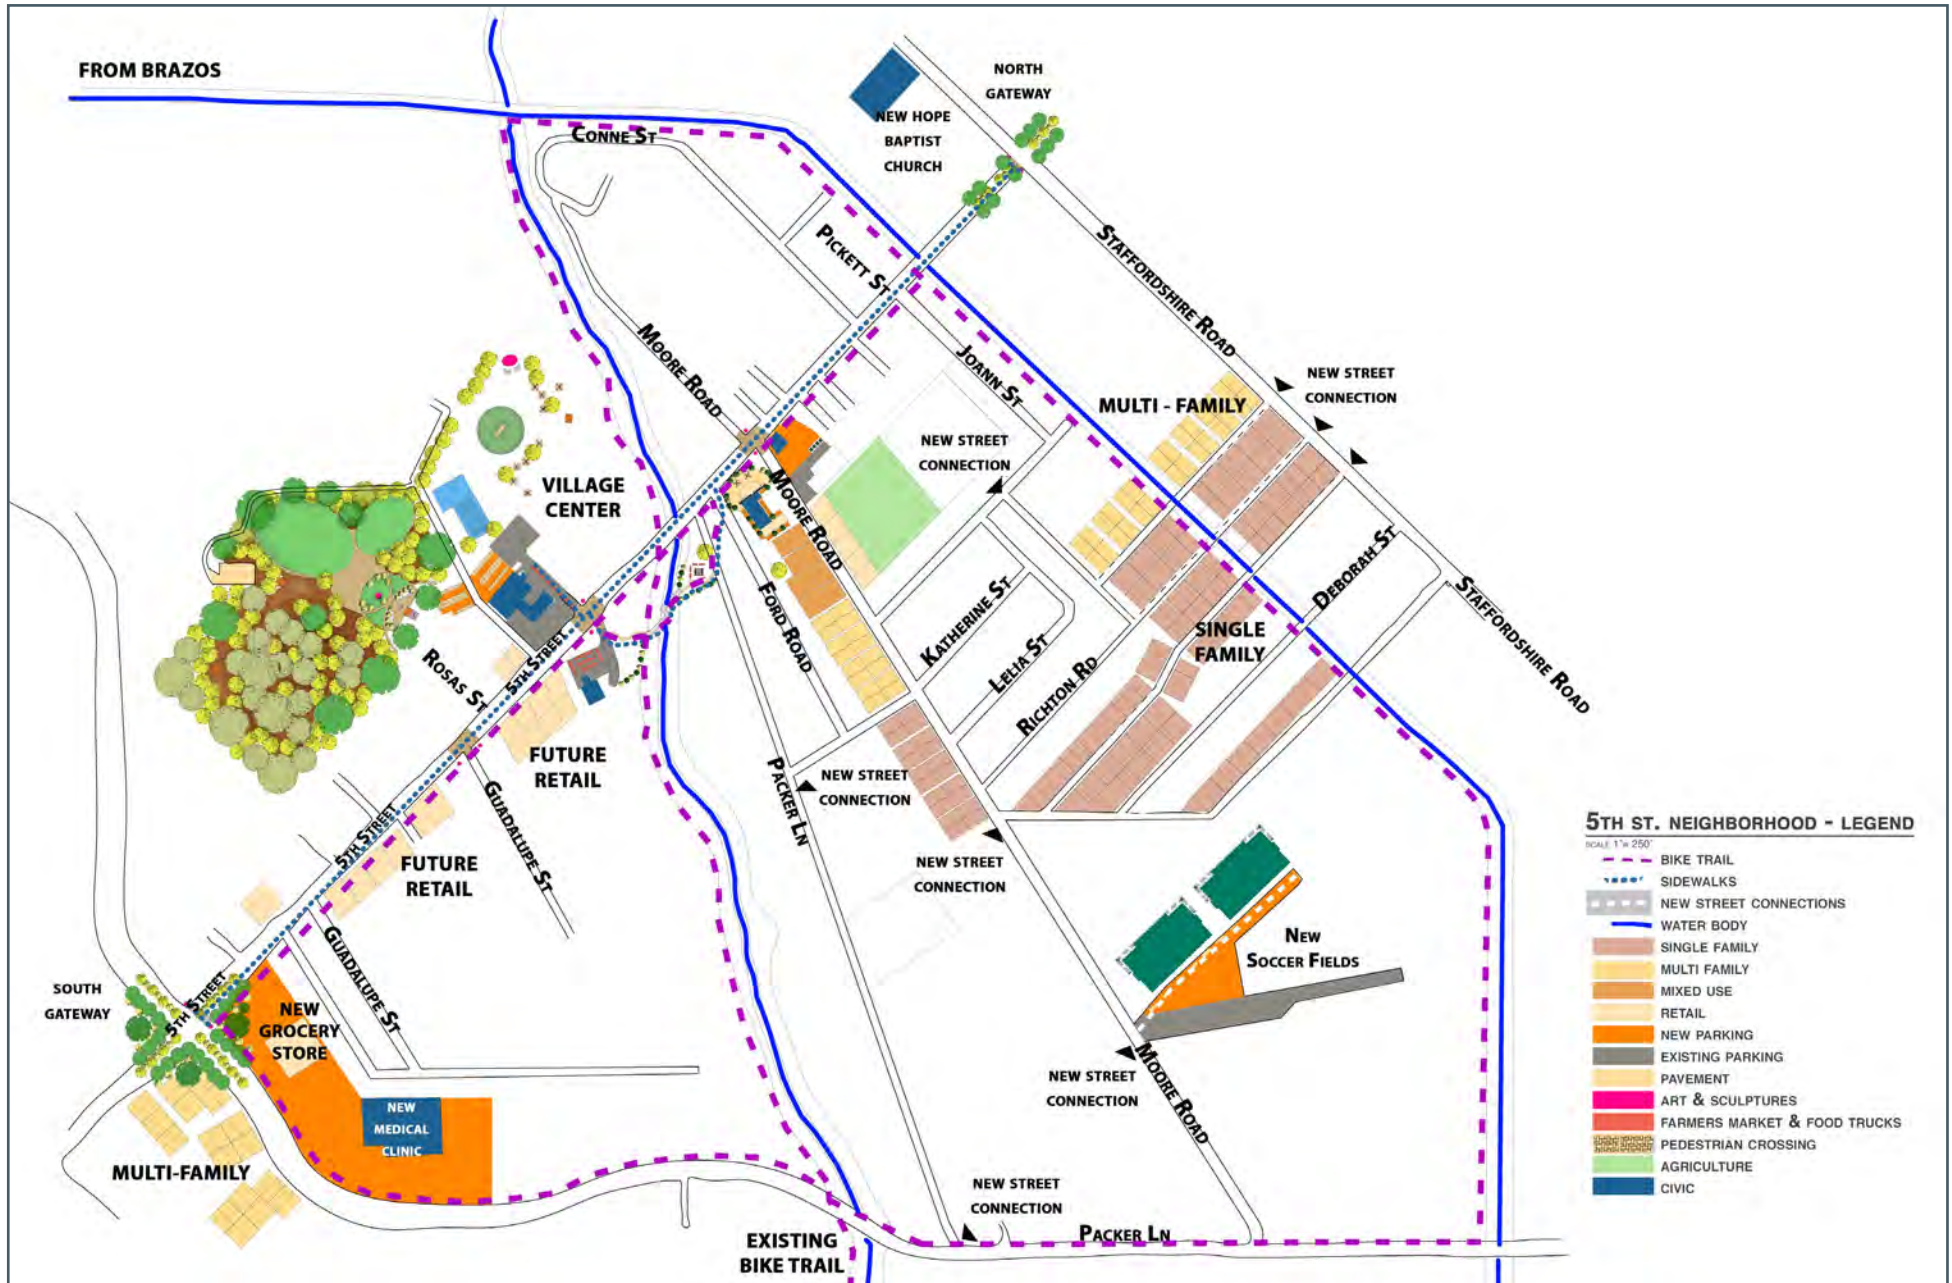 FROM BRAZOS
CONNE ST
NEW HOPE
BAPTIST
CHURCH
NORTH
GATEWAY
PICKETT ST
STAFFORDSHIRE ROAD
MOORE ROAD
JOANN ST
NEW STREET
CONNECTION
MULTI - FAMILY
NEW STREET
CONNECTION
VILLAGE
CENTER
MOORE ROAD
FORD ROAD
KATHERINE ST
LELIA ST
RICHTON RD
DEBORAH ST
STAFFORDSHIRE ROAD
SINGLE
FAMILY
ROSAS ST
5TH STREET
FUTURE
RETAIL
GUADALUPE ST
PACKER LN
NEW STREET
CONNECTION
5TH STREET
FUTURE
RETAIL
NEW STREET
CONNECTION
GUADALUPE ST
NEW
SOCCER FIELDS
SOUTH
GATEWAY
5TH STREET
NEW
GROCERY
STORE
NEW
MEDICAL
CLINIC
NEW STREET
CONNECTION
MOORE ROAD
MULTI-FAMILY
NEW STREET
CONNECTION
PACKER LN
EXISTING
BIKE TRAIL
5TH ST. NEIGHBORHOOD - LEGEND
SCALE 1"= 250'
BIKE TRAIL
SIDEWALKS
NEW STREET CONNECTIONS
WATER BODY
SINGLE FAMILY
MULTI FAMILY
MIXED USE
RETAIL
NEW PARKING
EXISTING PARKING
PAVEMENT
ART & SCULPTURES
FARMERS MARKET & FOOD TRUCKS
PEDESTRIAN CROSSING
AGRICULTURE
CIVIC